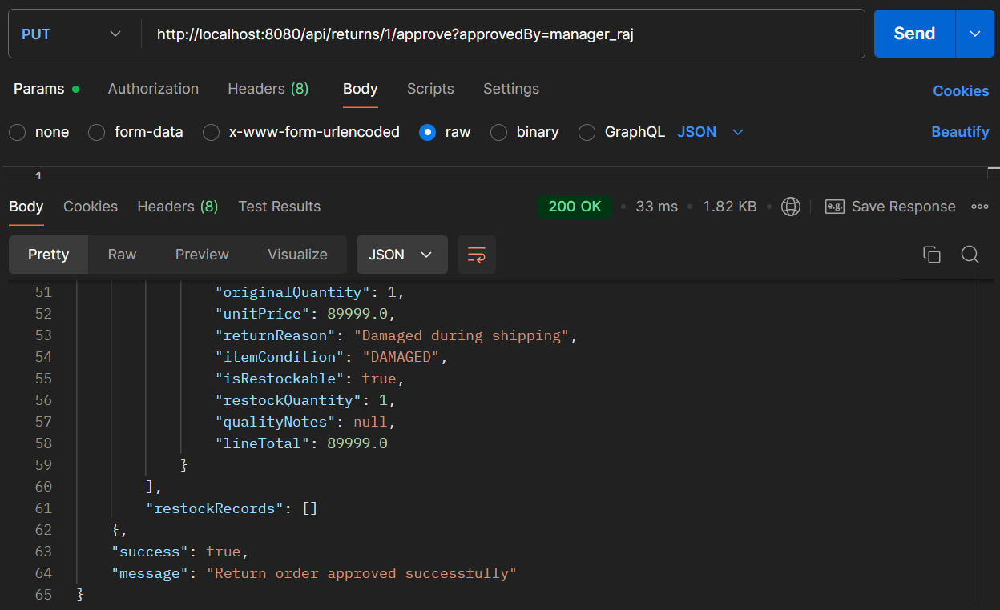 PUT http://localhost:8080/api/returns/1/approve?approvedBy=manager_raj Send
Params Authorization Headers (8) Body Scripts Settings Cookies
none form-data x-www-form-urlencoded raw binary GraphQL JSON Beautify
1
Body Cookies Headers (8) Test Results 200 OK 33 ms 1.82 KB e.g. Save Response
Pretty Raw Preview Visualize JSON
51 "originalQuantity": 1,
52 "unitPrice": 89999.0,
53 "returnReason": "Damaged during shipping",
54 "itemCondition": "DAMAGED",
55 "isRestockable": true,
56 "restockQuantity": 1,
57 "qualityNotes": null,
58 "lineTotal": 89999.0
59 }
60 ],
61 "restockRecords": []
62 },
63 "success": true,
64 "message": "Return order approved successfully"
65 }